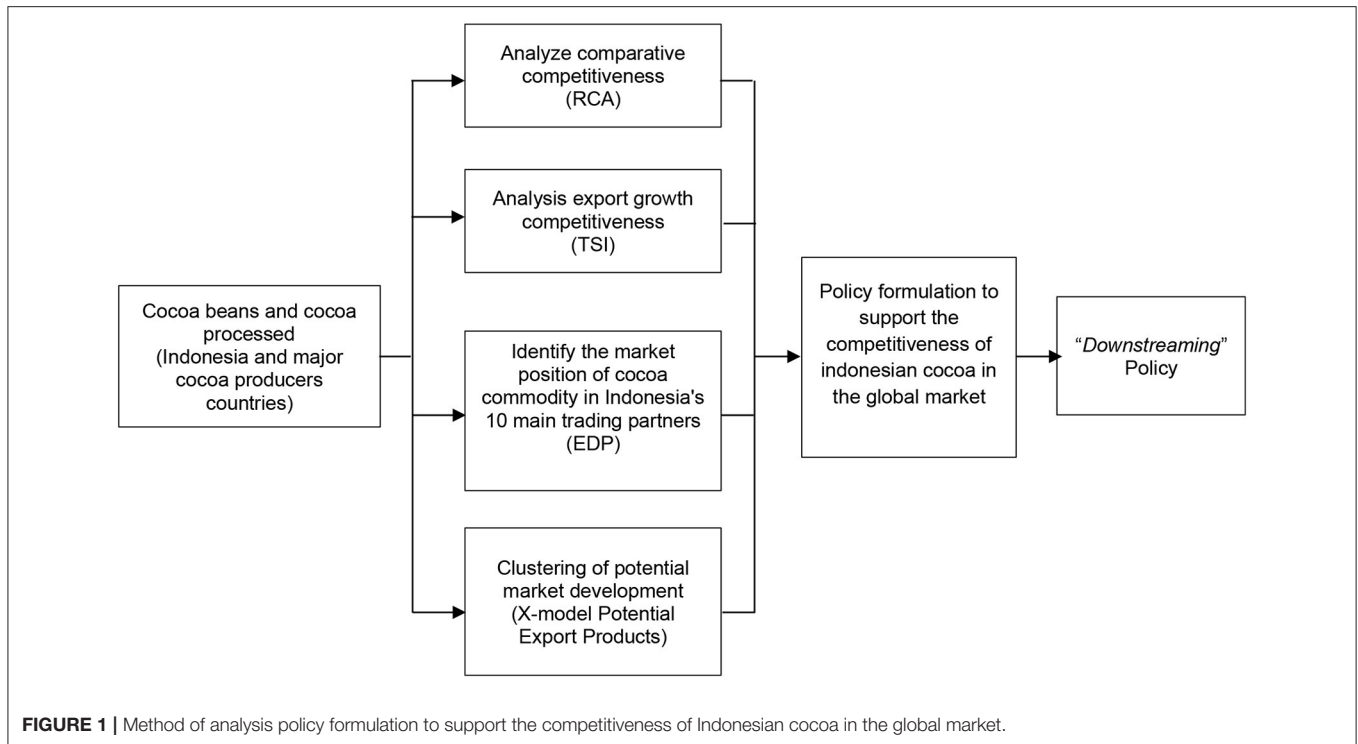 Analyze comparative
competitiveness
(RCA)
Analysis export growth
competitiveness
(TSI)
Cocoa beans and cocoa
processed
(Indonesia and major
cocoa producers
countries)
Identify the market
position of cocoa
commodity in Indonesia's
10 main trading partners
(EDP)
Clustering of potential
market development
(X-model Potential
Export Products)
Policy formulation to
support the
competitiveness of
indonesian cocoa in
the global market
“Downstreaming”
Policy
FIGURE 1 | Method of analysis policy formulation to support the competitiveness of Indonesian cocoa in the global market.